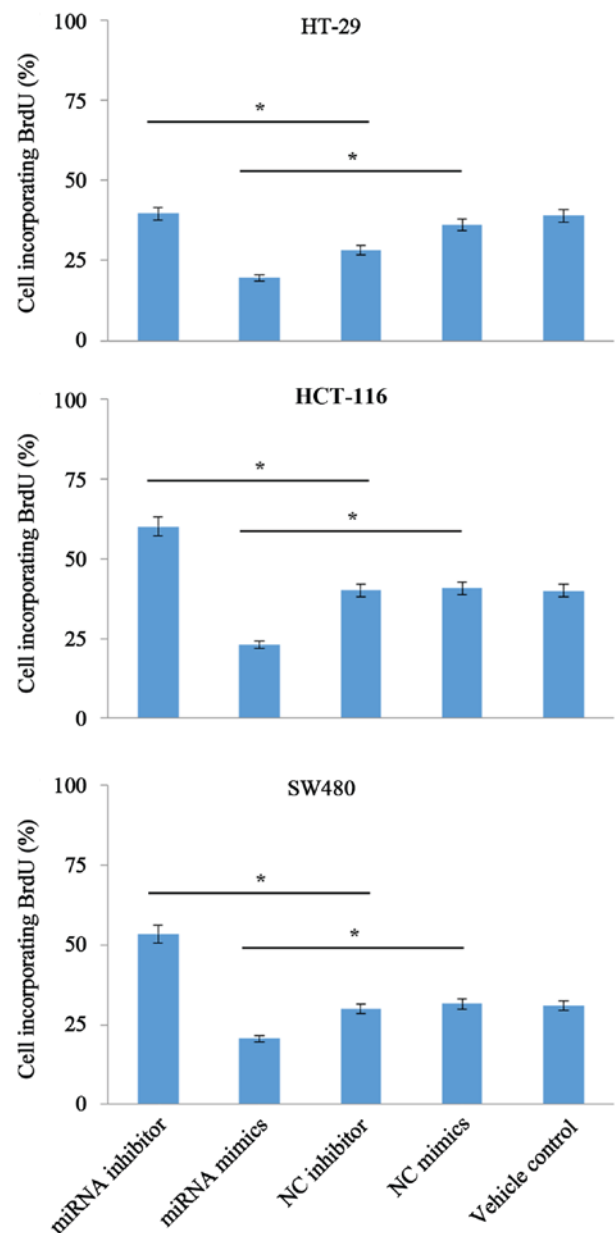 HT-29
Cell incorporating BrdU (%)
100
75
50
25
0
*
*
HCT-116
Cell incorporating BrdU (%)
100
75
50
25
0
*
*
SW480
Cell incorporating BrdU (%)
100
75
50
25
0
*
*
miRNA inhibitor
miRNA mimics
NC inhibitor
NC mimics
Vehicle control